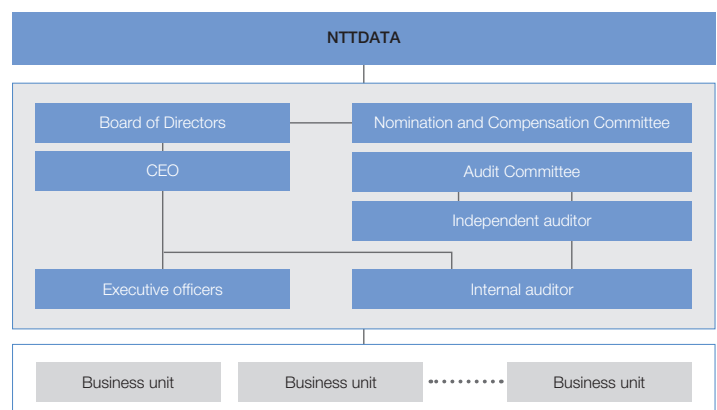 NTTDATA
Board of Directors
Nomination and Compensation Committee
CEO
Audit Committee
Independent auditor
Executive officers
Internal auditor
Business unit
Business unit
Business unit